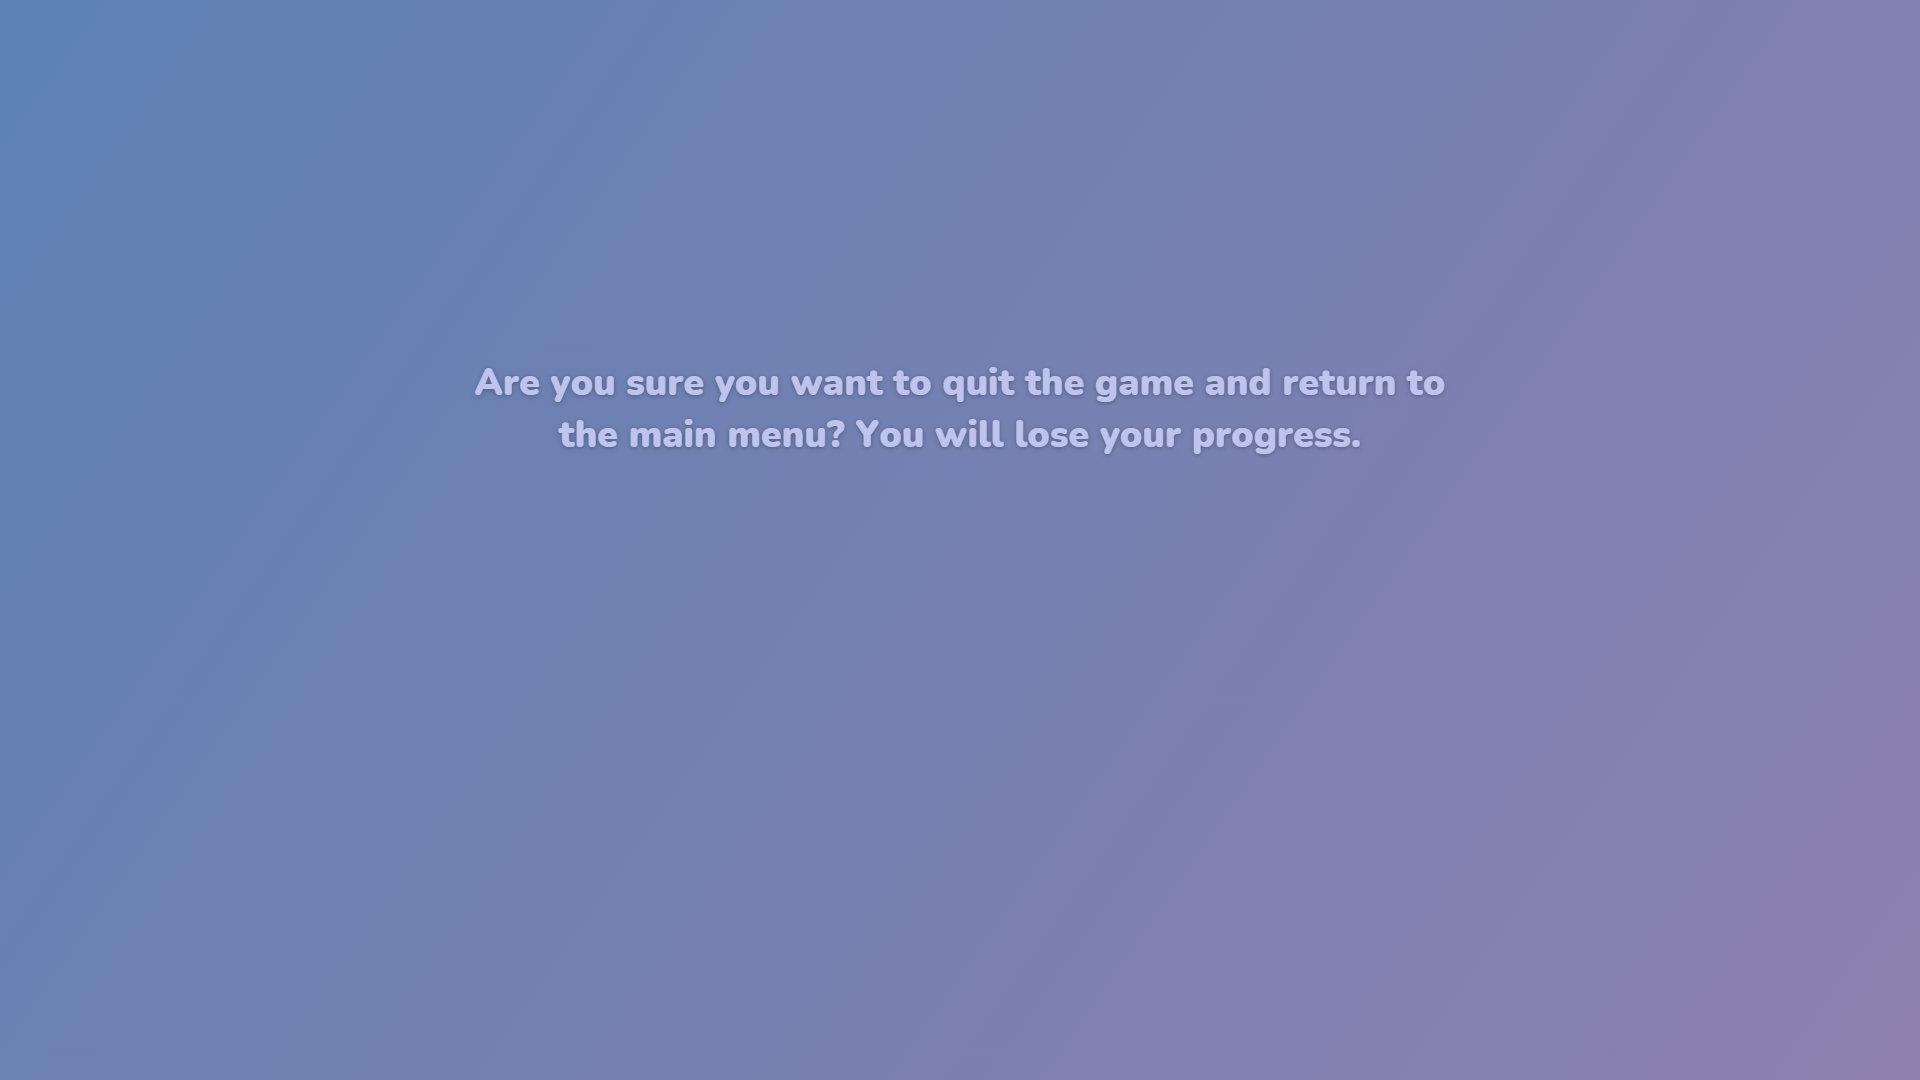 Are you sure you want to quit the game and return to
the main menu? You will lose your progress.